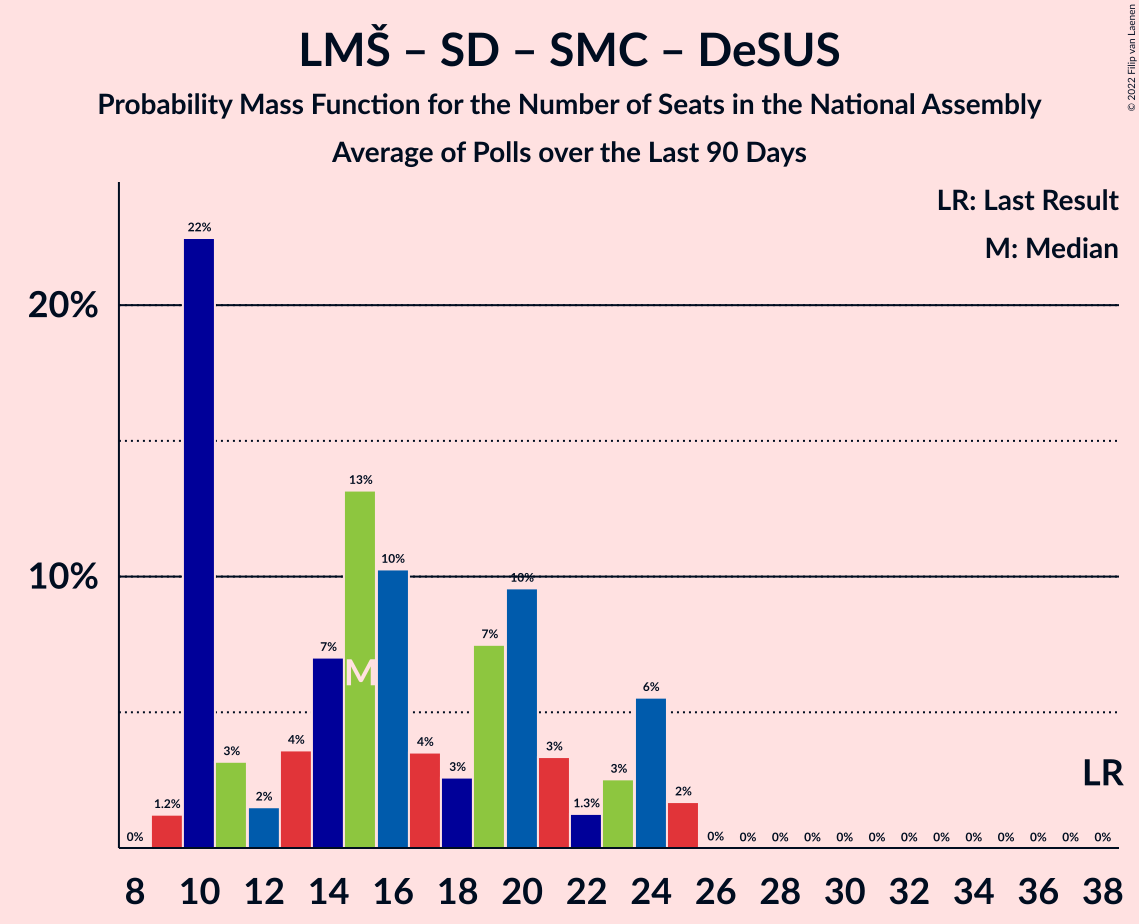 LMŠ – SD – SMC – DeSUS
Probability Mass Function for the Number of Seats in the National Assembly
Average of Polls over the Last 90 Days
© 2022 Filip van Laenen
LR: Last Result
M: Median
20%
10%
0% 1.2% 22% 3% 2% 4% 7% 13% 10% 4% 3% 7% 10% 3% 1.3% 3% 6% 2% 0% 0% 0% 0% 0% 0% 0% 0% 0% 0% 0% 0% 0%
M
LR
8 10 12 14 16 18 20 22 24 26 28 30 32 34 36 38